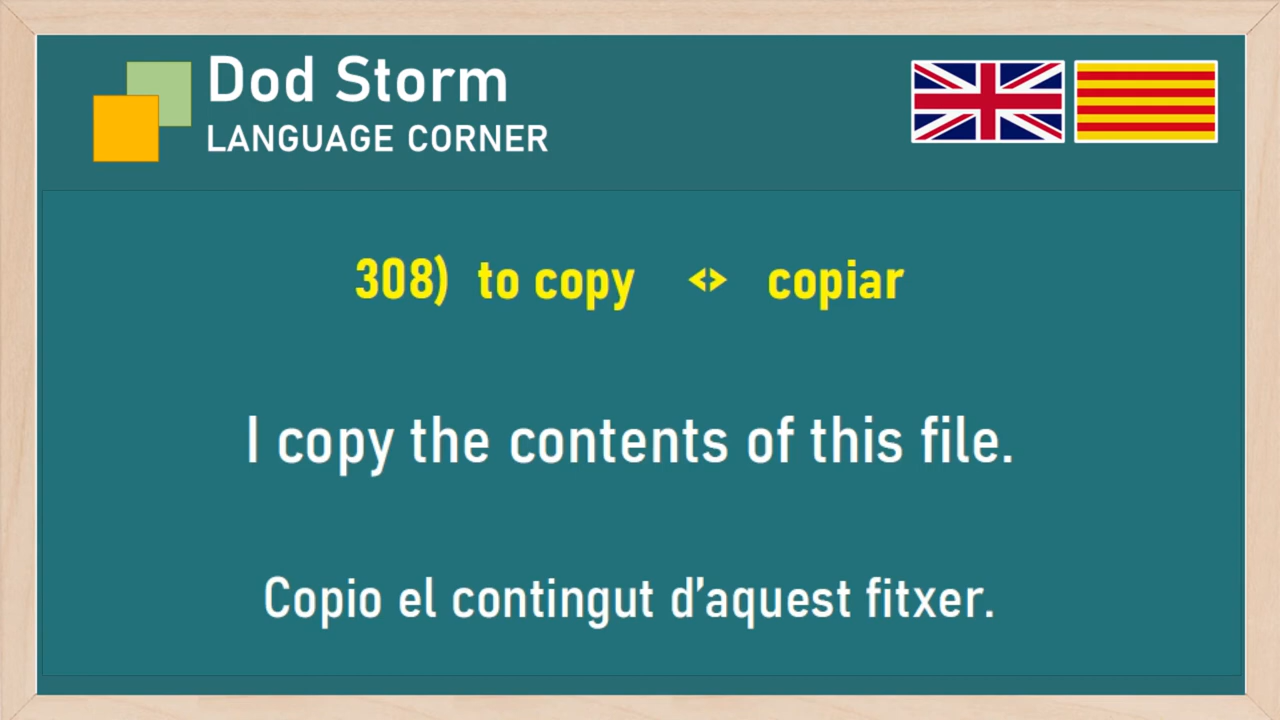 Dod Storm
LANGUAGE CORNER
308) to copy <> copiar
I copy the contents of this file.
Copio el contingut d’aquest fitxer.